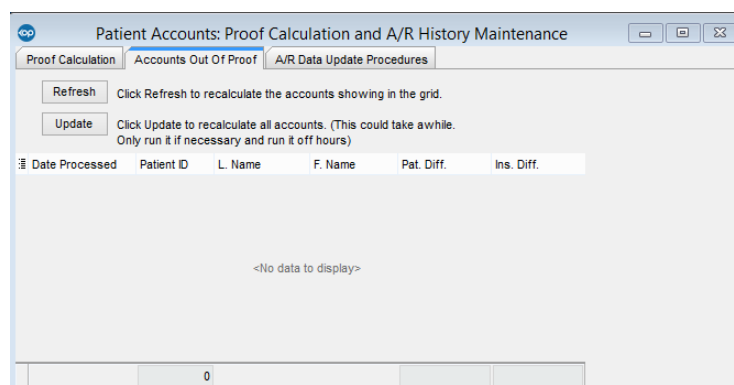 op
Patient Accounts: Proof Calculation and A/R History Maintenance
Proof Calculation Accounts Out Of Proof A/R Data Update Procedures
Refresh Click Refresh to recalculate the accounts showing in the grid.
Update Click Update to recalculate all accounts. (This could take awhile.
Only run it if necessary and run it off hours)
Date Processed Patient ID L. Name F. Name Pat. Diff. Ins. Diff.
<No data to display>
0